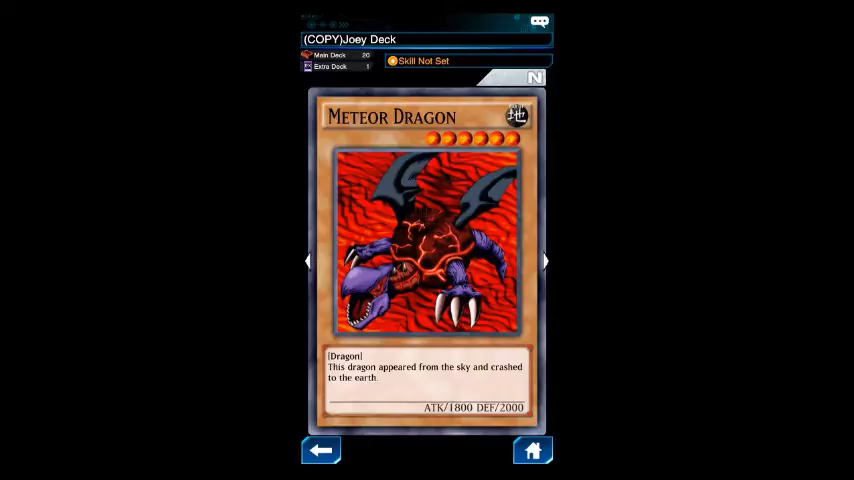 (COPY)Joey Deck
Main Deck 20
Extra Deck 1
Skill Not Set
N
METEOR DRAGON
地
[Dragon]
This dragon appeared from the sky and crashed
to the earth.
ATK/1800 DEF/2000